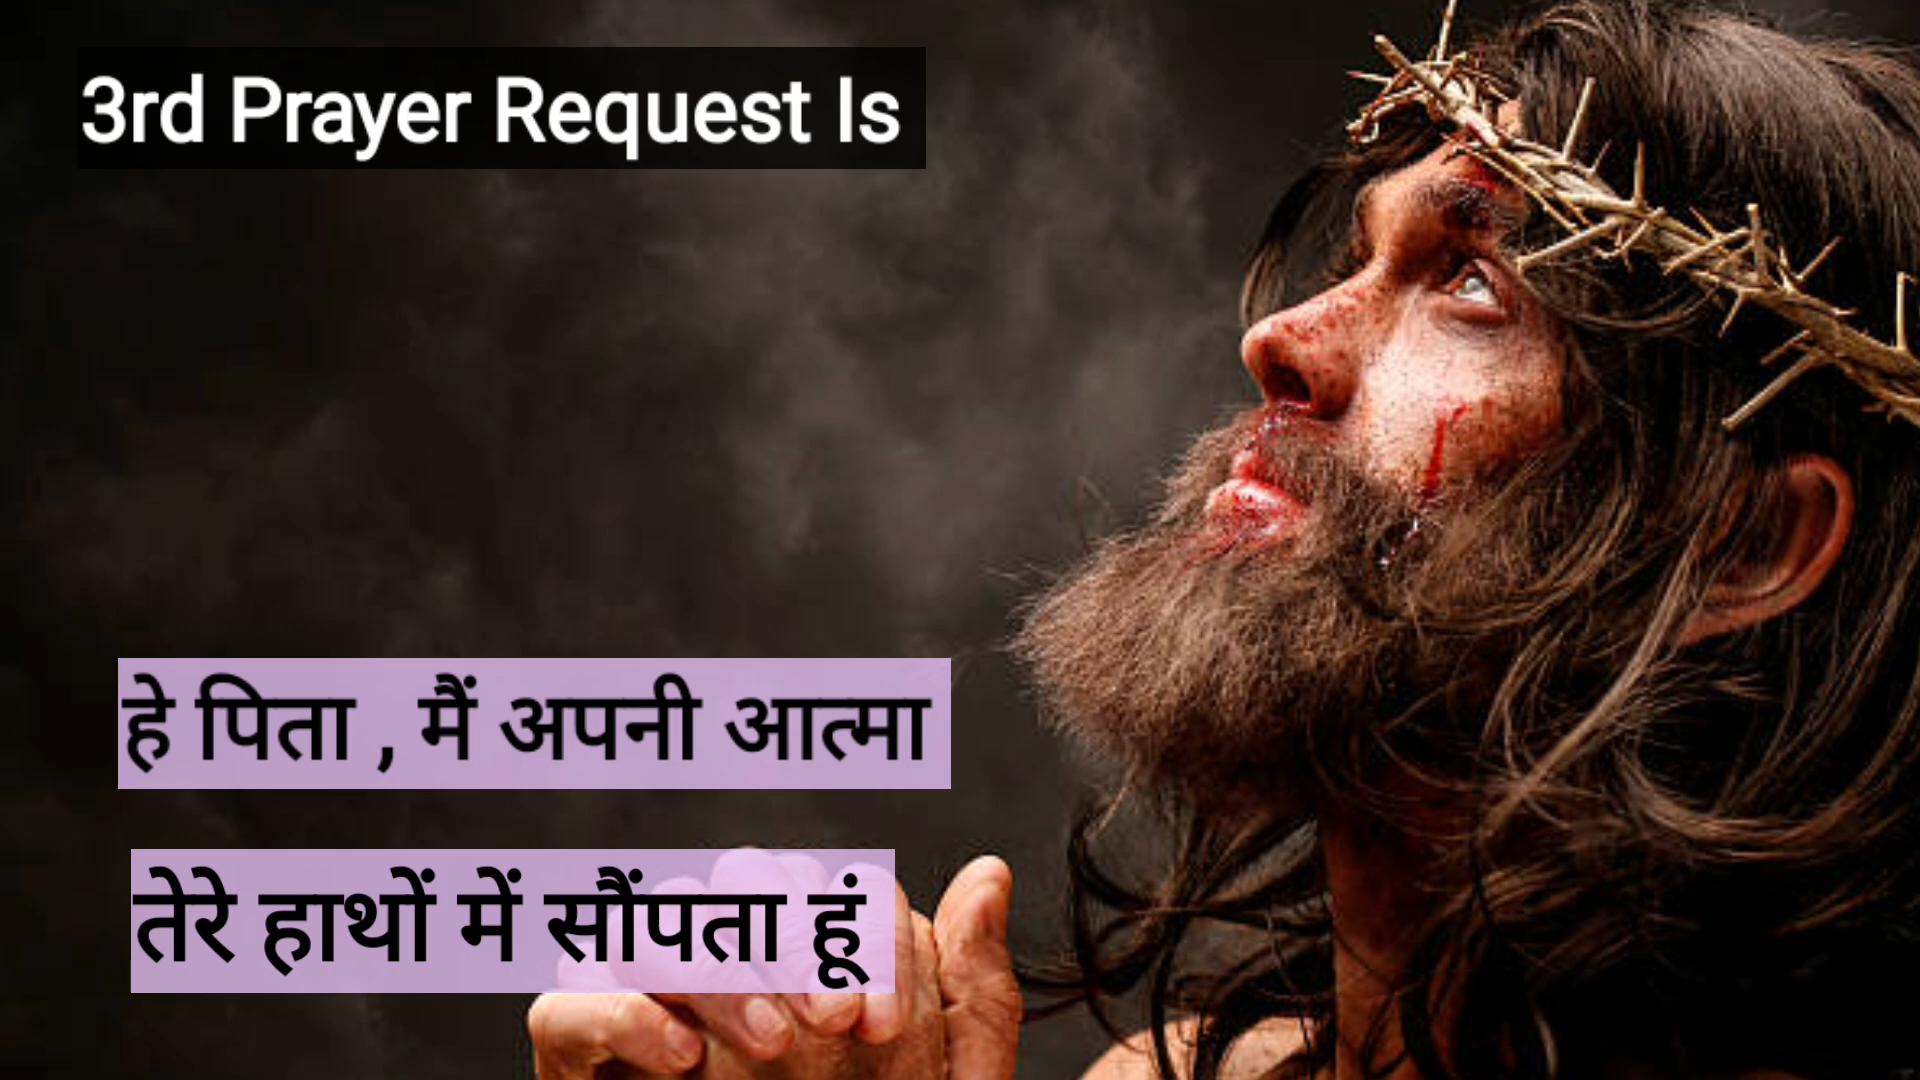 3rd Prayer Request Is
हे पिता , मैं अपनी आत्मा
तेरे हाथों में सौंपता हूं